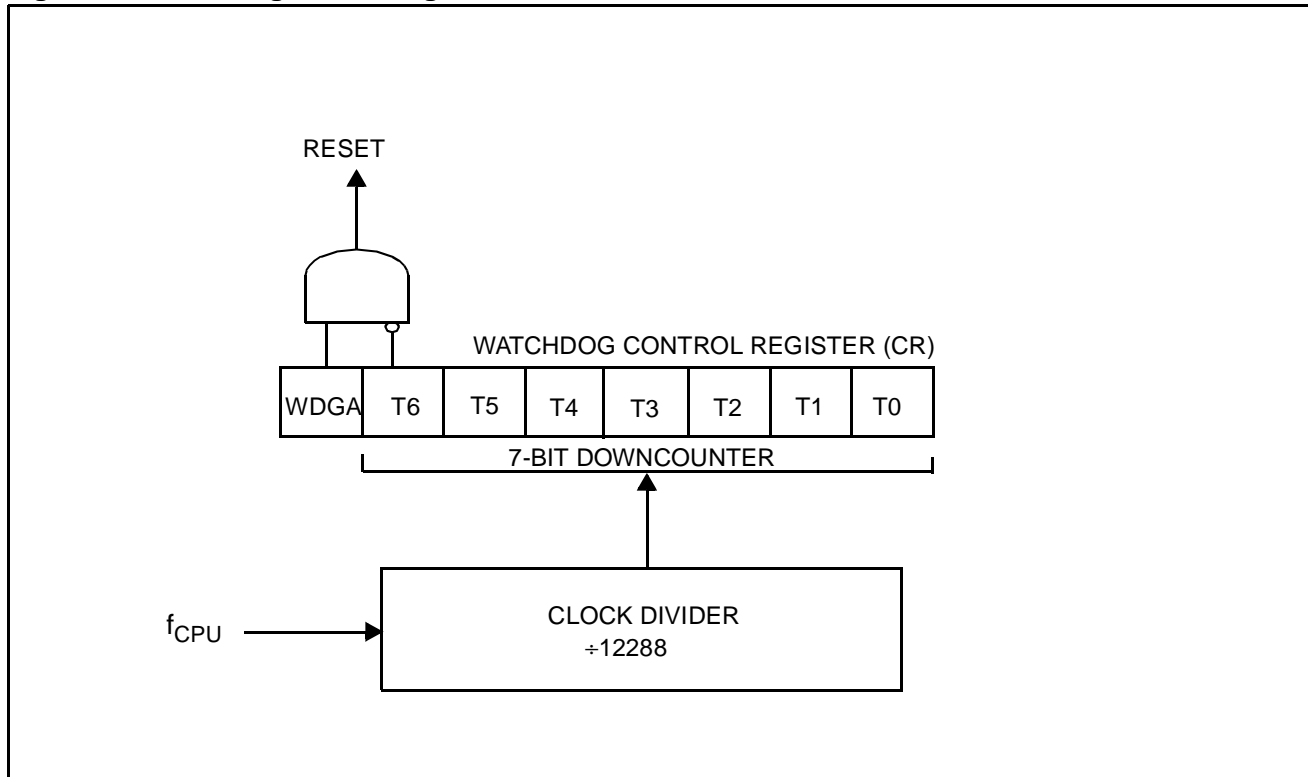 RESET
WATCHDOG CONTROL REGISTER (CR)
WDGA T6 T5 T4 T3 T2 T1 T0
7-BIT DOWNCOUNTER
fCPU
CLOCK DIVIDER
÷12288